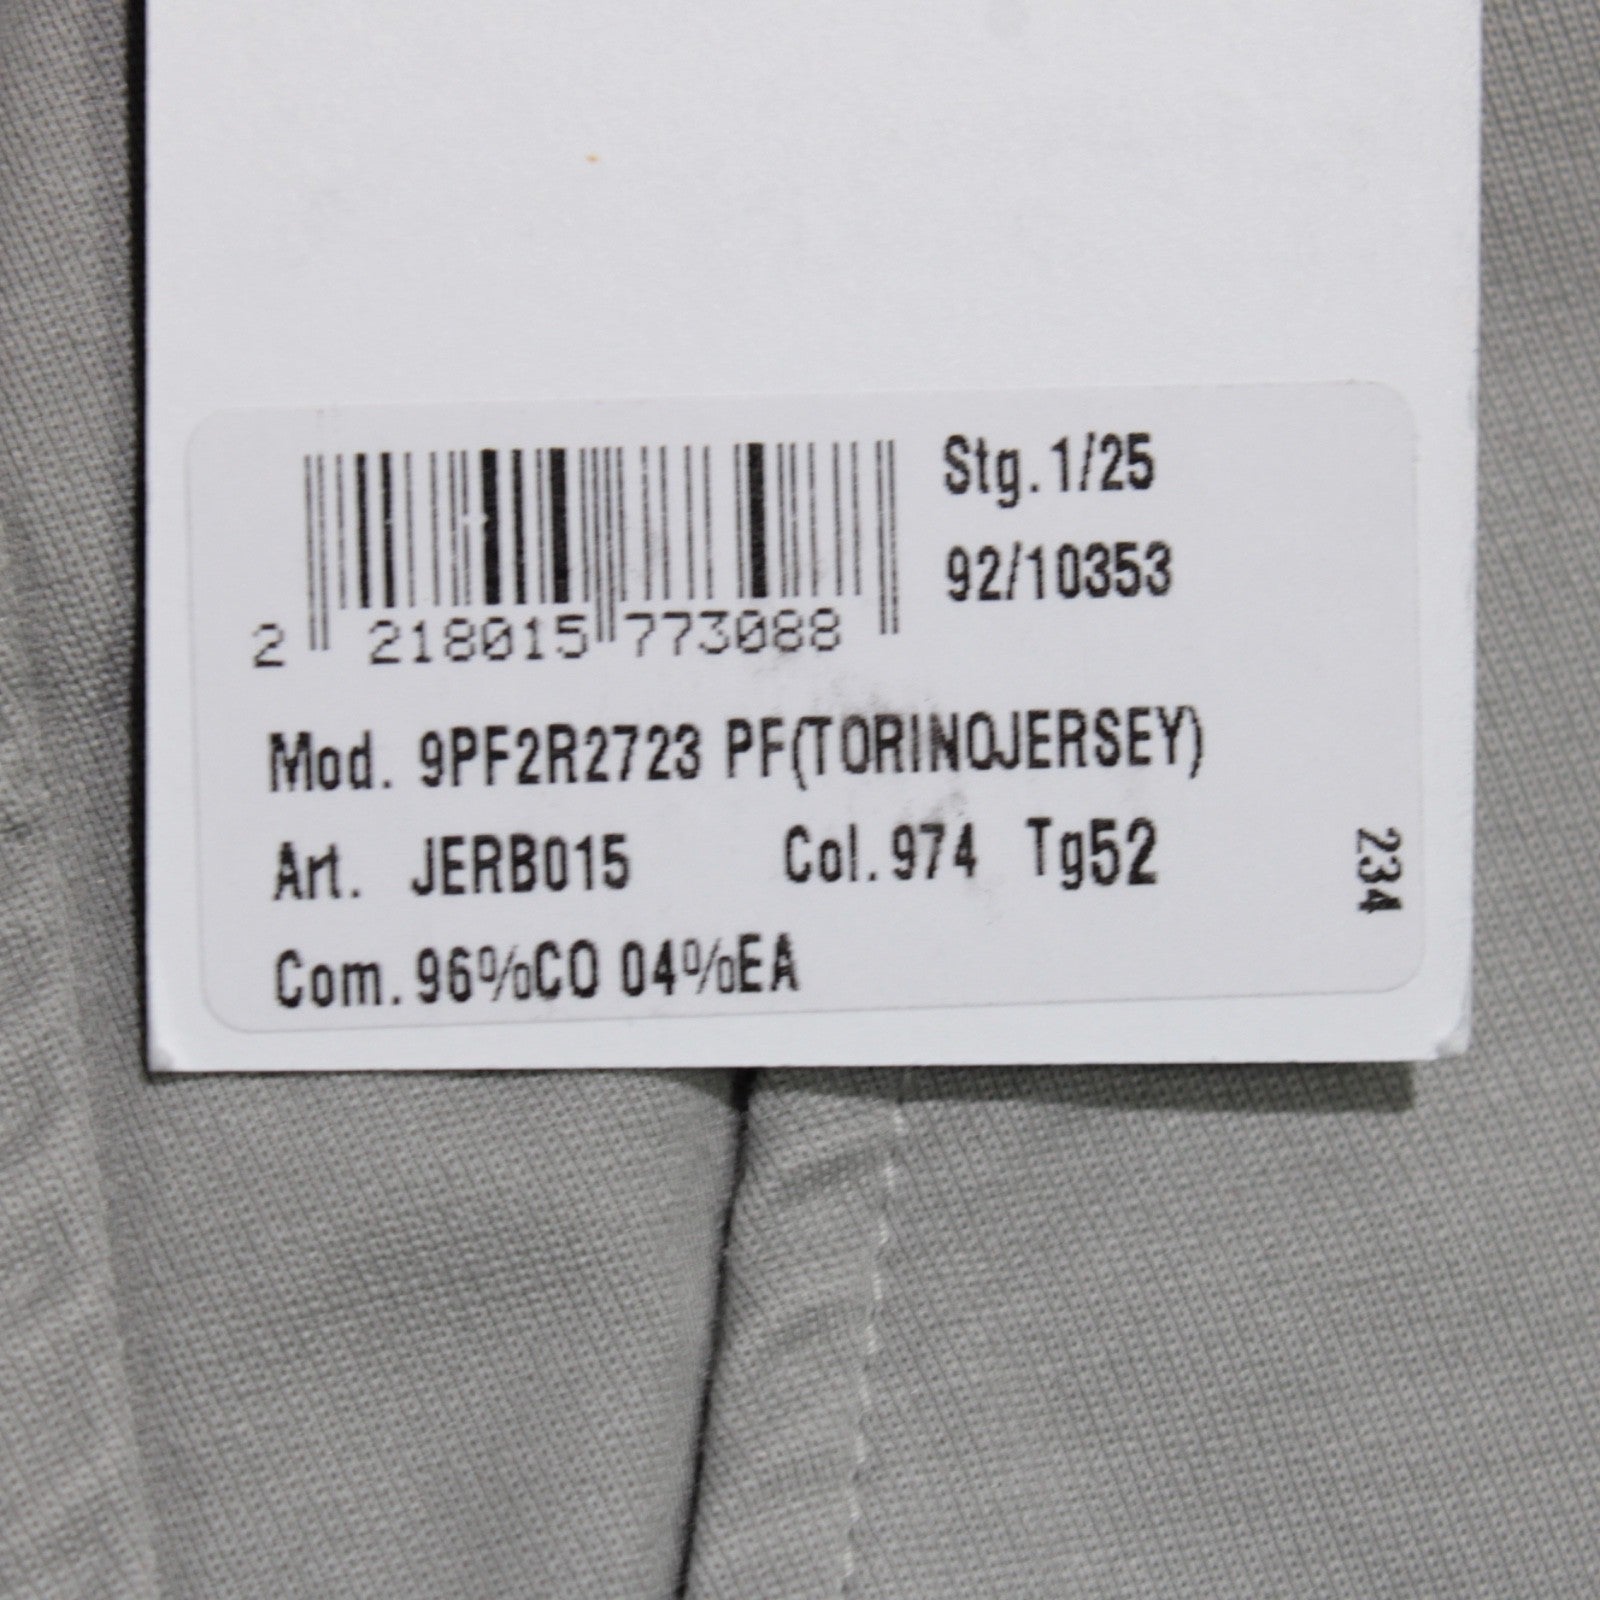 Stg.1/25
92/10353
2 218015 773088
Mod. 9PF2R2723 PF(TORINOJERSEY)
Art. JERB015 Col.974 Tg52
234
Com.96%CO 04%EA